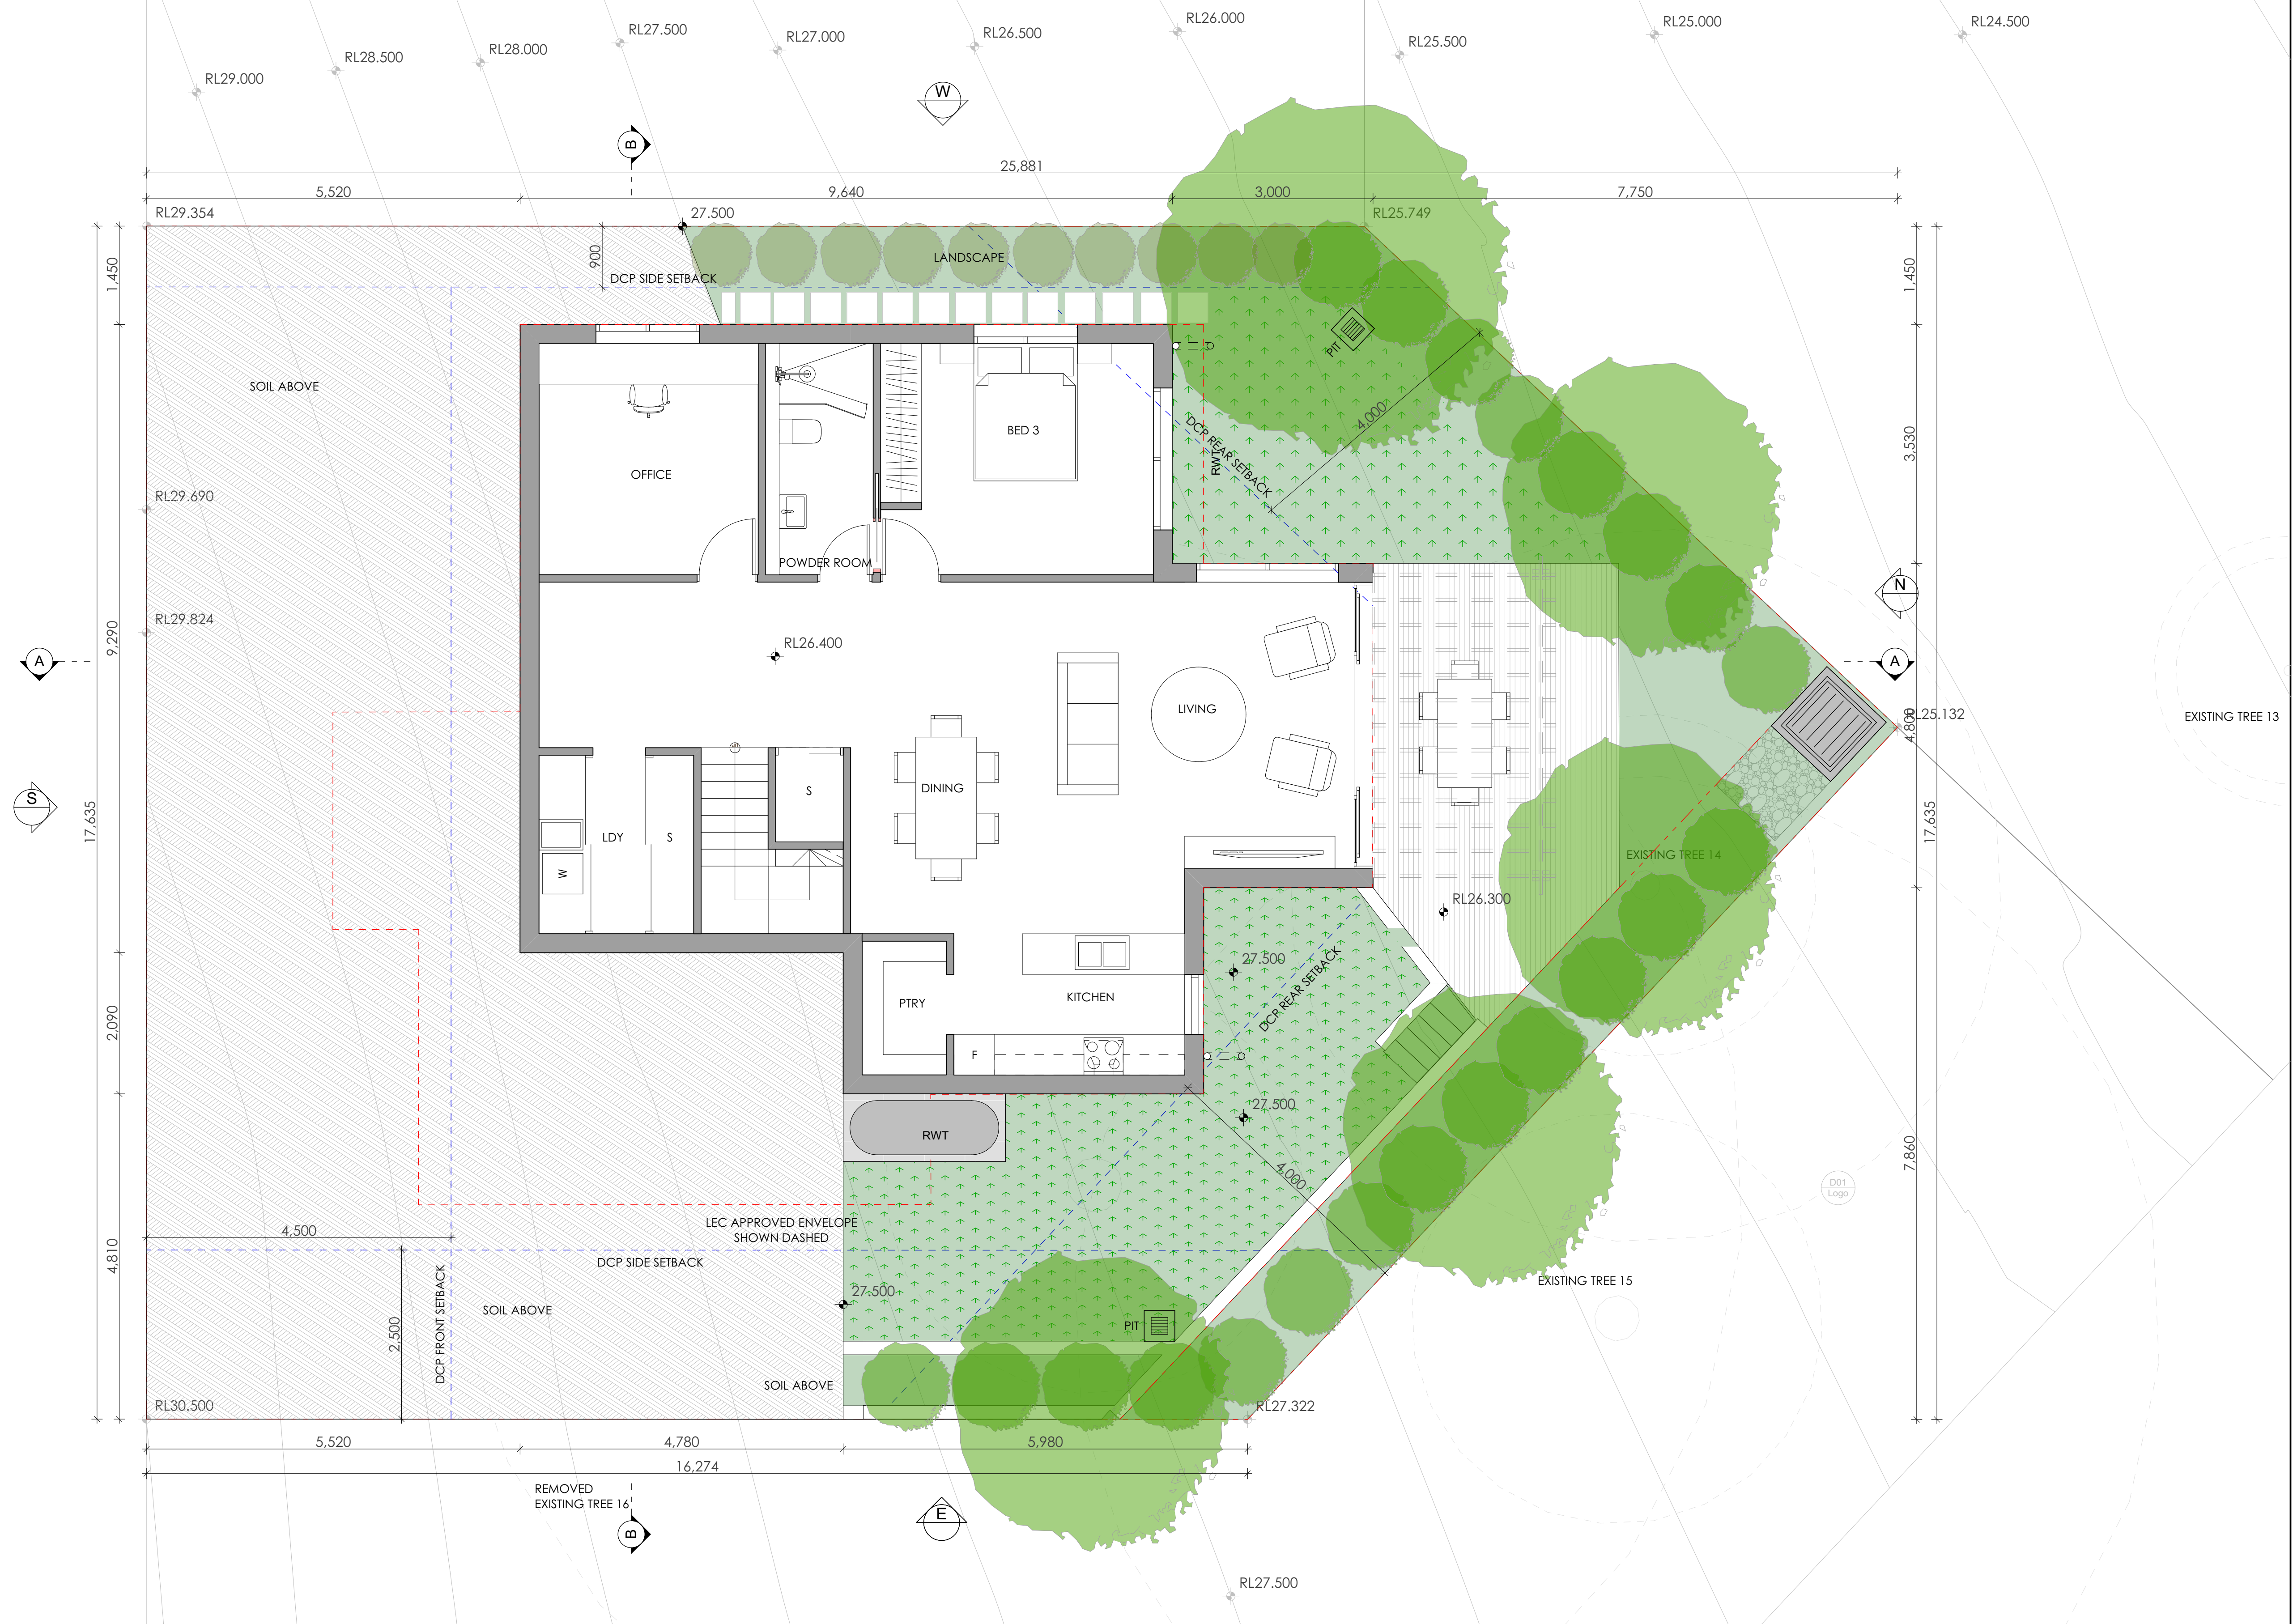 RL29.000
RL28.500
RL28.000
RL27.500
RL27.000
RL26.500
RL26.000
RL25.500
RL25.000
RL24.500
W
B
25,881
5,520
9,640
3,000
7,750
RL29.354
27.500
RL25.749
1,450
900
DCP SIDE SETBACK
LANDSCAPE
1,450
PIT
SOIL ABOVE
4,000
BED 3
DCP REAR SETBACK
RWT
3,530
OFFICE
RL29.690
POWDER ROOM
N
RL29.824
9,290
RL26.400
A
A
LIVING
4,800
RL25.132
EXISTING TREE 13
DINING
S
S
17,635
LDY
S
W
17,635
EXISTING TREE 14
RL26.300
27.500
DCP REAR SETBACK
PTRY
KITCHEN
2,090
F
27.500
RWT
7,860
4,000
D01
Logo
LEC APPROVED ENVELOPE
SHOWN DASHED
4,500
4,810
DCP SIDE SETBACK
EXISTING TREE 15
27.500
SOIL ABOVE
DCP FRONT SETBACK
2,500
PIT
SOIL ABOVE
RL30.500
RL27.322
5,520
4,780
5,980
16,274
REMOVED
EXISTING TREE 16
E
B
RL27.500